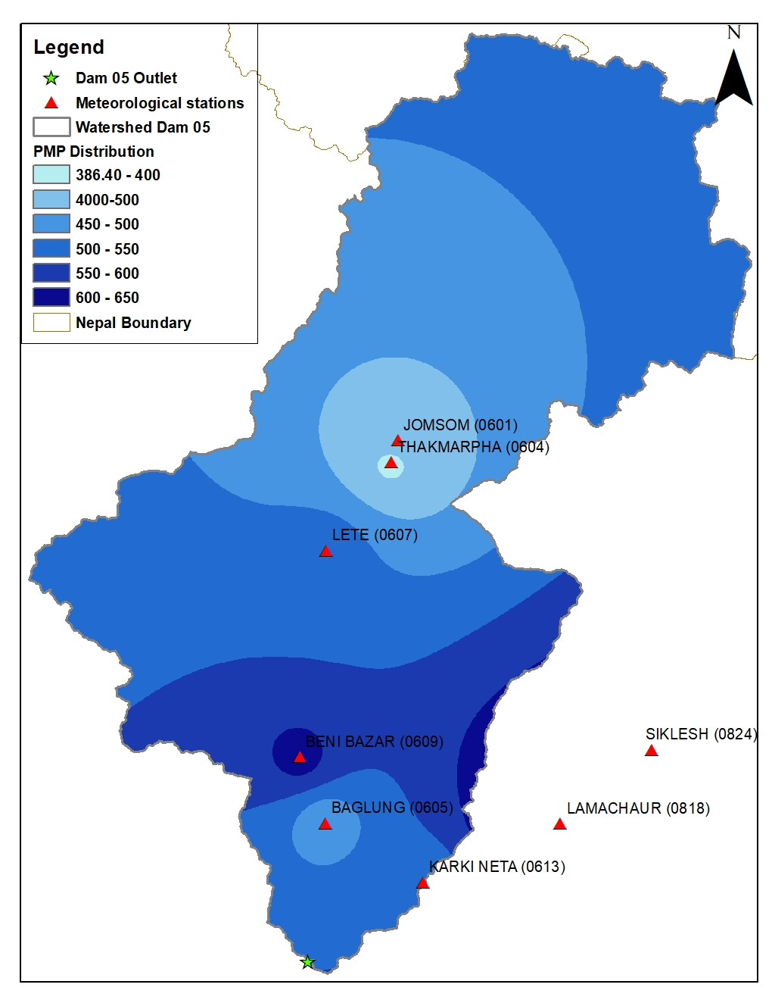 Legend
Dam 05 Outlet
Meteorological stations
Watershed Dam 05
PMP Distribution
386.40 - 400
4000-500
450 - 500
500 - 550
550 - 600
600 - 650
Nepal Boundary
N
JOMSOM (0601)
THAKMARPHA (0604)
LETE (0607)
SIKLESH (0824)
BENI BAZAR (0609)
BAGLUNG (0605)
LAMACHAUR (0818)
KARKI NETA (0613)